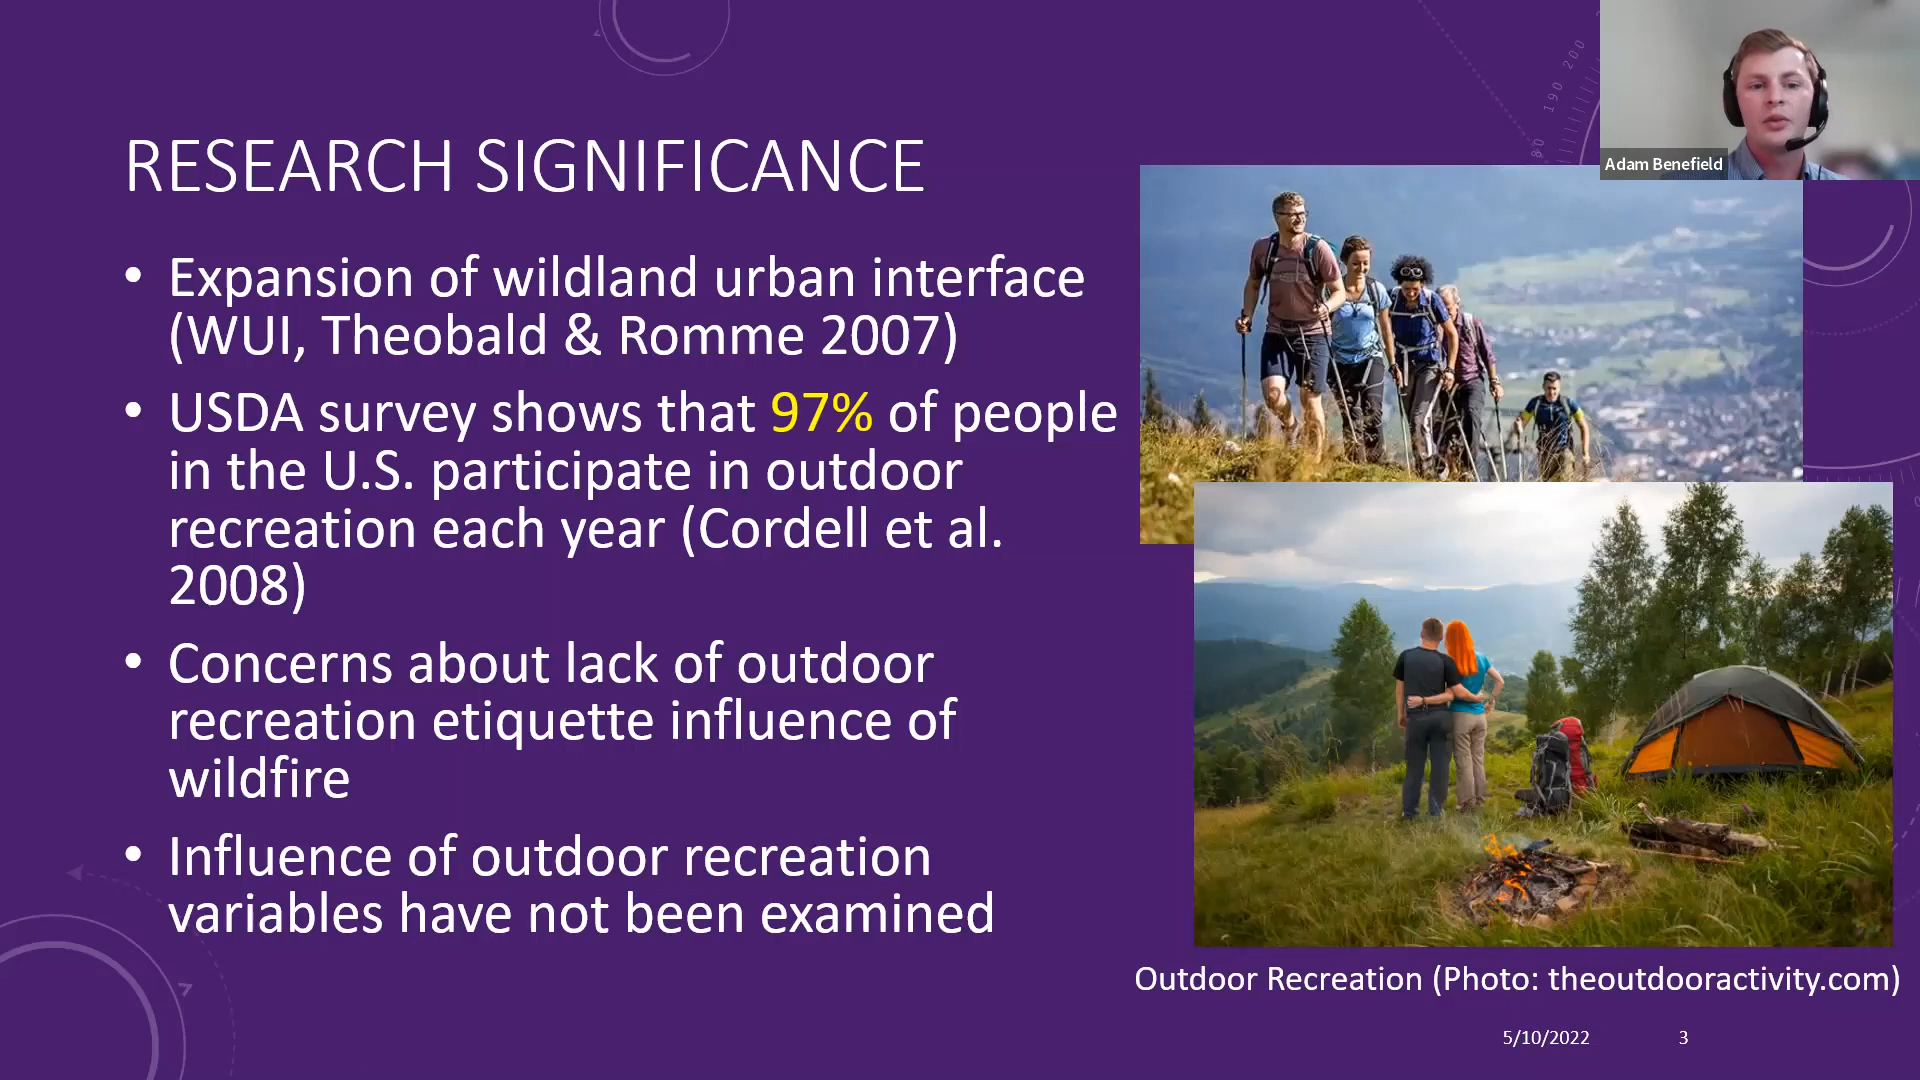 RESEARCH SIGNIFICANCE
• Expansion of wildland urban interface
(WUI, Theobald & Romme 2007)
• USDA survey shows that 97% of people
in the U.S. participate in outdoor
recreation each year (Cordell et al.
2008)
• Concerns about lack of outdoor
recreation etiquette influence of
wildfire
• Influence of outdoor recreation
variables have not been examined
190 200
Adam Benefield
Outdoor Recreation (Photo: theoutdooractivity.com)
5/10/2022
3